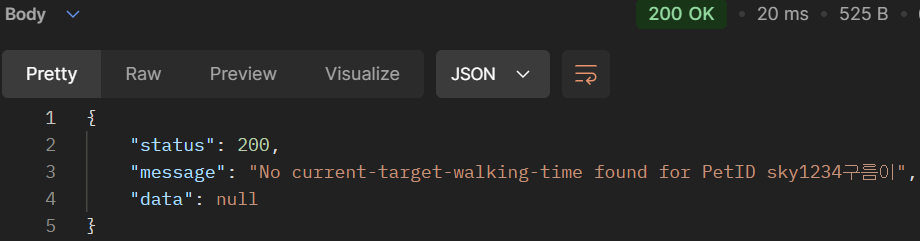 Body
200 OK • 20 ms • 525 B •
Pretty Raw Preview Visualize JSON
1 {
2 "status": 200,
3 "message": "No current-target-walking-time found for PetID sky1234구름이",
4 "data": null
5 }